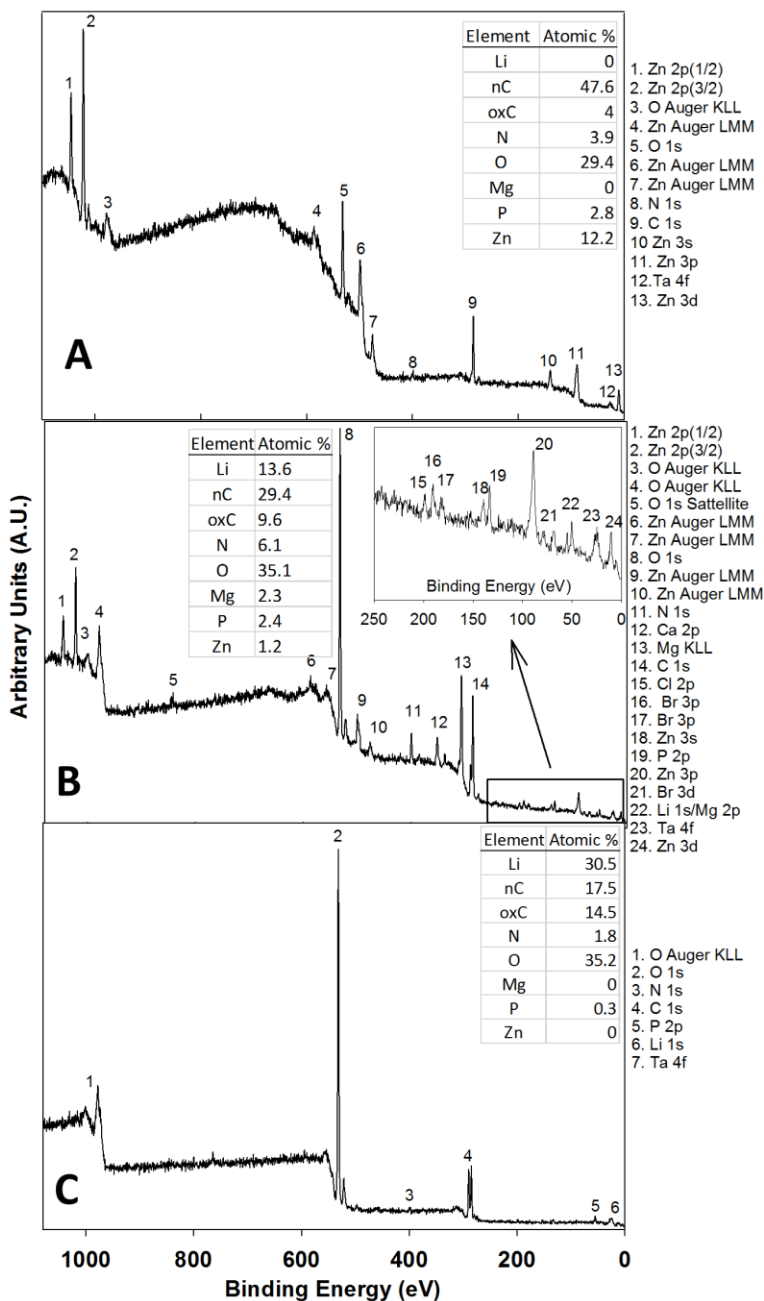 Arbitrary Units (A.U.)
A
1
2
3
4
5
6
7
8
9
10
11
12
13
Element Atomic %
Li 0
nC 47.6
oxC 4
N 3.9
O 29.4
Mg 0
P 2.8
Zn 12.2
1. Zn 2p(1/2)
2. Zn 2p(3/2)
3. O Auger KLL
4. Zn Auger LMM
5. O 1s
6. Zn Auger LMM
7. Zn Auger LMM
8. N 1s
9. C 1s
10 Zn 3s
11. Zn 3p
12.Ta 4f
13. Zn 3d
B
1
2
3
4
5
6
7
8
9
10
11
12
13
14
Element Atomic %
Li 13.6
nC 29.4
oxC 9.6
N 6.1
O 35.1
Mg 2.3
P 2.4
Zn 1.2
15
16
17
18
19
20
21
22
23
24
Binding Energy (eV)
250 200 150 100 50 0
1. Zn 2p(1/2)
2. Zn 2p(3/2)
3. O Auger KLL
4. O Auger KLL
5. O 1s Sattellite
6. Zn Auger LMM
7. Zn Auger LMM
8. O 1s
9. Zn Auger LMM
10. Zn Auger LMM
11. N 1s
12. Ca 2p
13. Mg KLL
14. C 1s
15. Cl 2p
16. Br 3p
17. Br 3p
18. Zn 3s
19. P 2p
20. Zn 3p
21. Br 3d
22. Li 1s/Mg 2p
23. Ta 4f
24. Zn 3d
C
1
2
3
4
5
6
Element Atomic %
Li 30.5
nC 17.5
oxC 14.5
N 1.8
O 35.2
Mg 0
P 0.3
Zn 0
1. O Auger KLL
2. O 1s
3. N 1s
4. C 1s
5. P 2p
6. Li 1s
7. Ta 4f
1000 800 600 400 200 0
Binding Energy (eV)